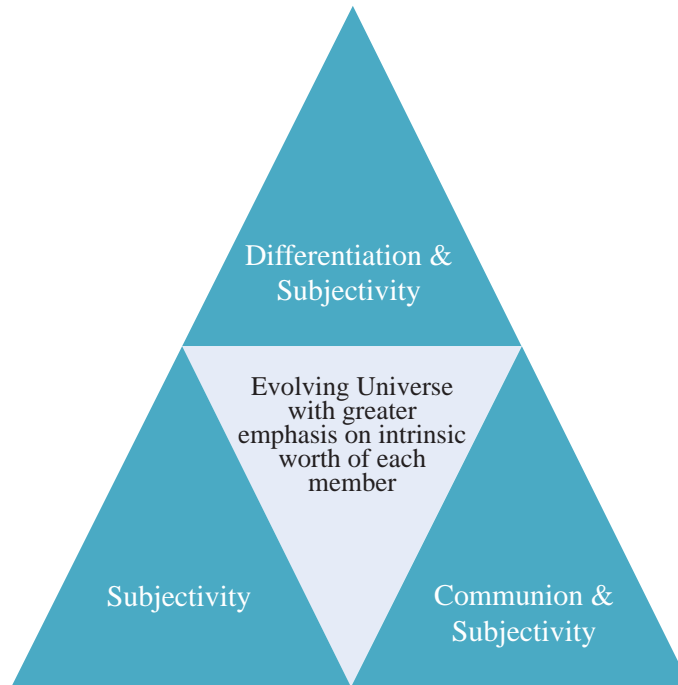 Differentiation &
Subjectivity
Evolving Universe
with greater
emphasis on intrinsic
worth of each
member
Subjectivity
Communion &
Subjectivity